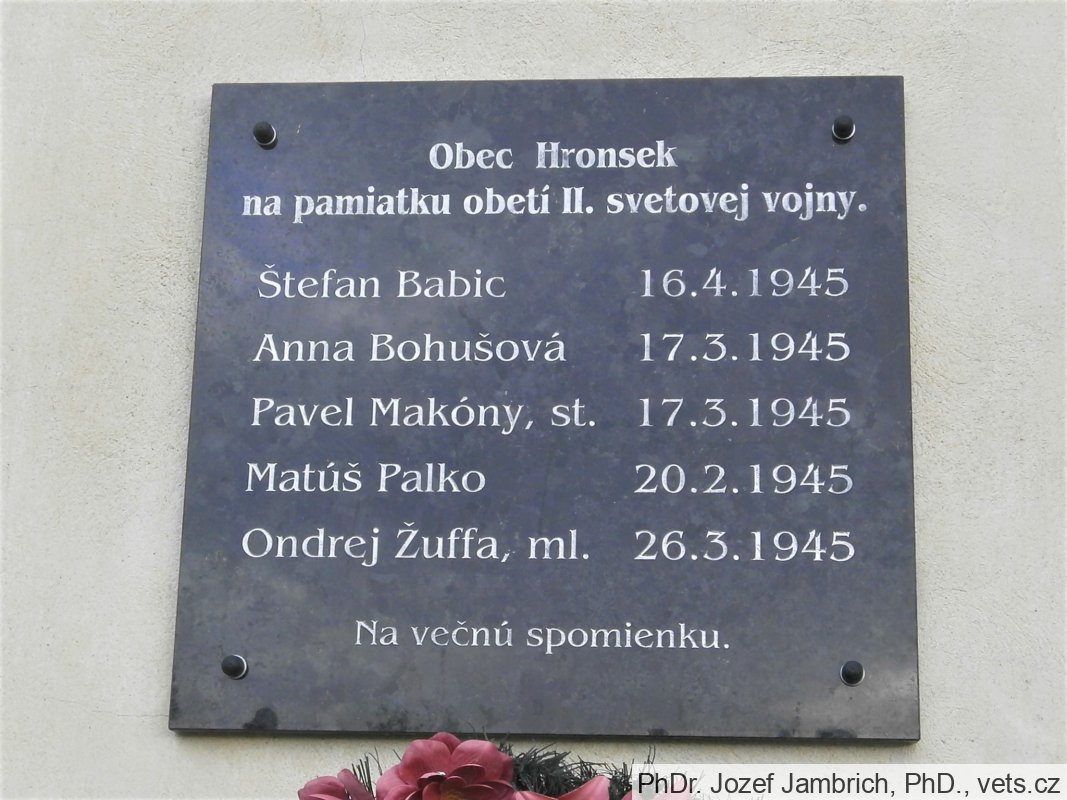 Obec Hronsek
na pamiatku obetí II. svetovej vojny.
Štefan Babic 16.4.1945
Anna Bohušová 17.3.1945
Pavel Makóny, st. 17.3.1945
Matúš Palko 20.2.1945
Ondrej Žuffa, ml. 26.3.1945
Na večnú spomienku.
PhDr. Jozef Jambrich, PhD., vets.cz